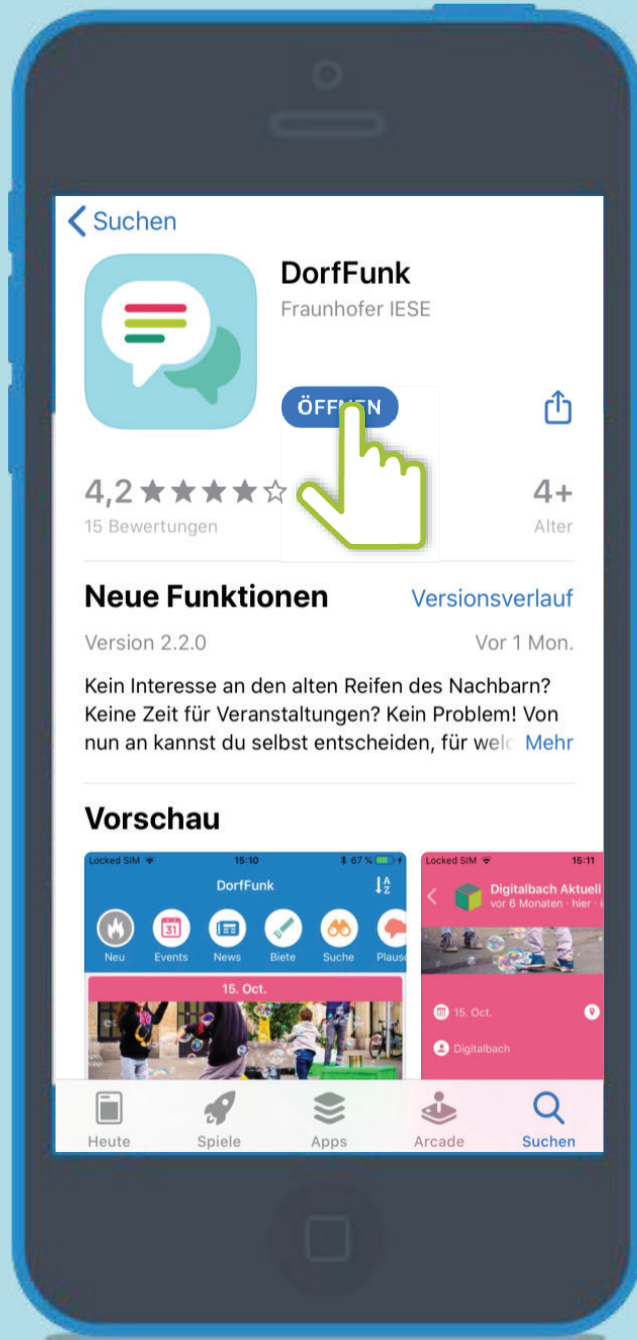 Suchen
DorfFunk
Fraunhofer IESE
ÖFFNEN
4,2
15 Bewertungen
4+
Alter
Neue Funktionen
Versionsverlauf
Version 2.2.0
Vor 1 Mon.
Kein Interesse an den alten Reifen des Nachbarn?
Keine Zeit für Veranstaltungen? Kein Problem! Von
nun an kannst du selbst entscheiden, für welc Mehr
Vorschau
Locked SIM 15:10 67 %
DorfFunk
Neu Events News Biete Suche Plausc
31
15. Oct.
Locked SIM 15:11
Digitalbach Aktuell
vor 6 Monaten · hier · i
15. Oct.
Digitalbach
Heute Spiele Apps Arcade Suchen